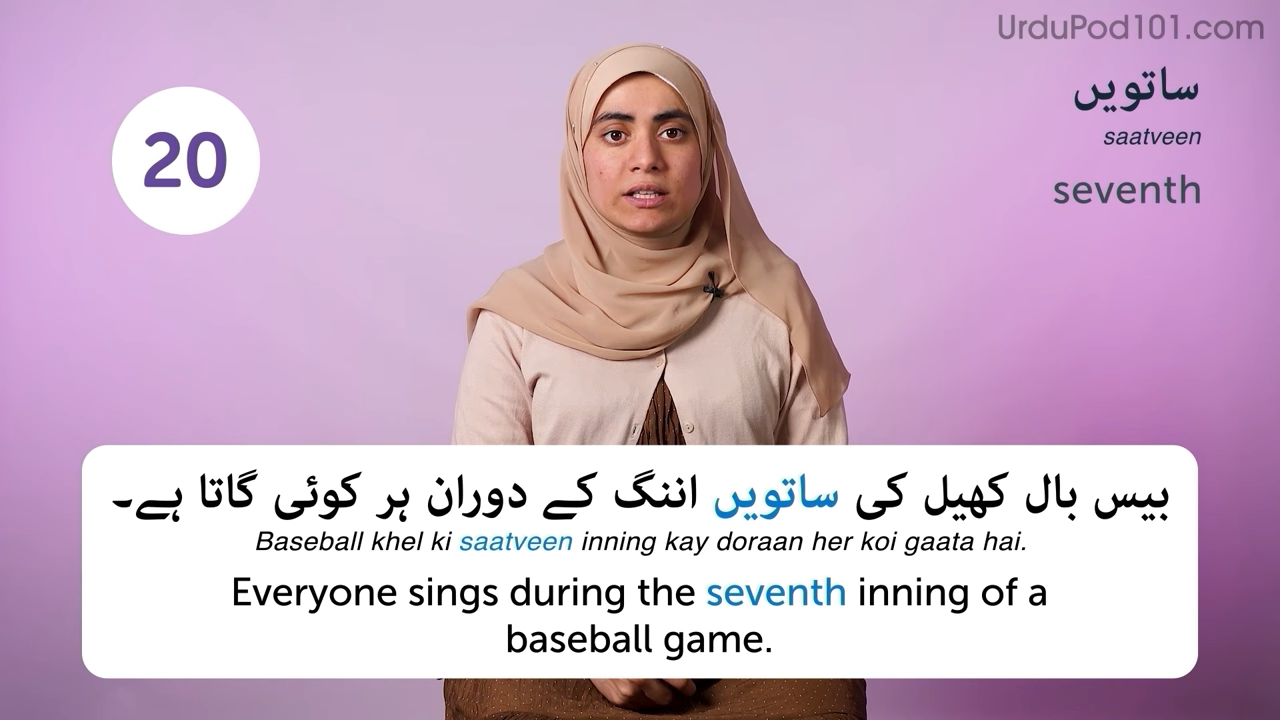 UrduPod101.com
20
ساتویں
saatveen
seventh
بیس بال کھیل کی ساتویں اننگ کے دوران ہر کوئی گاتا ہے۔
Baseball khel ki saatveen inning kay doraan her koi gaata hai.
Everyone sings during the seventh inning of a
baseball game.